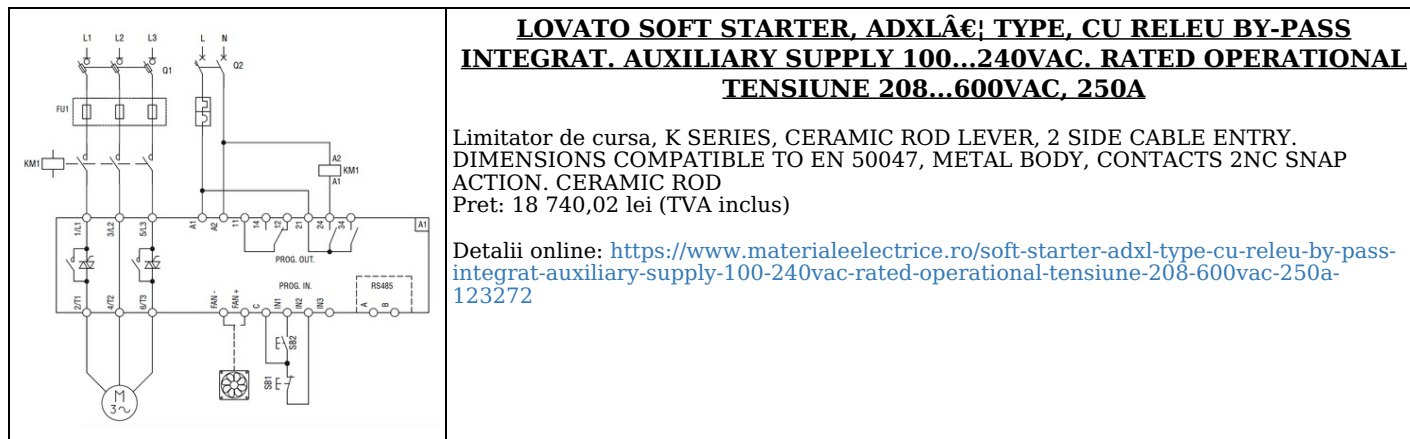 L1 L2 L3 L N
Q1 Q2
FU1
KM1
A2
KM1
A1
1/L1 3/L2 5/L3 A1 A2 11 14 12 21 24 34 A1
PROG. OUT.
PROG. IN. RS485
2/T1 4/T2 6/T3 FAN - FAN + C IN1 IN2 IN3 A B
SB2
SB1
M
3~
LOVATO SOFT STARTER, ADXLÂ€¦ TYPE, CU RELEU BY-PASS
INTEGRAT. AUXILIARY SUPPLY 100...240VAC. RATED OPERATIONAL
TENSIUNE 208...600VAC, 250A
Limitator de cursa, K SERIES, CERAMIC ROD LEVER, 2 SIDE CABLE ENTRY.
DIMENSIONS COMPATIBLE TO EN 50047, METAL BODY, CONTACTS 2NC SNAP
ACTION. CERAMIC ROD
Pret: 18 740,02 lei (TVA inclus)
Detalii online: https://www.materialeelectrice.ro/soft-starter-adxl-type-cu-releu-by-pass-
integrat-auxiliary-supply-100-240vac-rated-operational-tensiune-208-600vac-250a-
123272